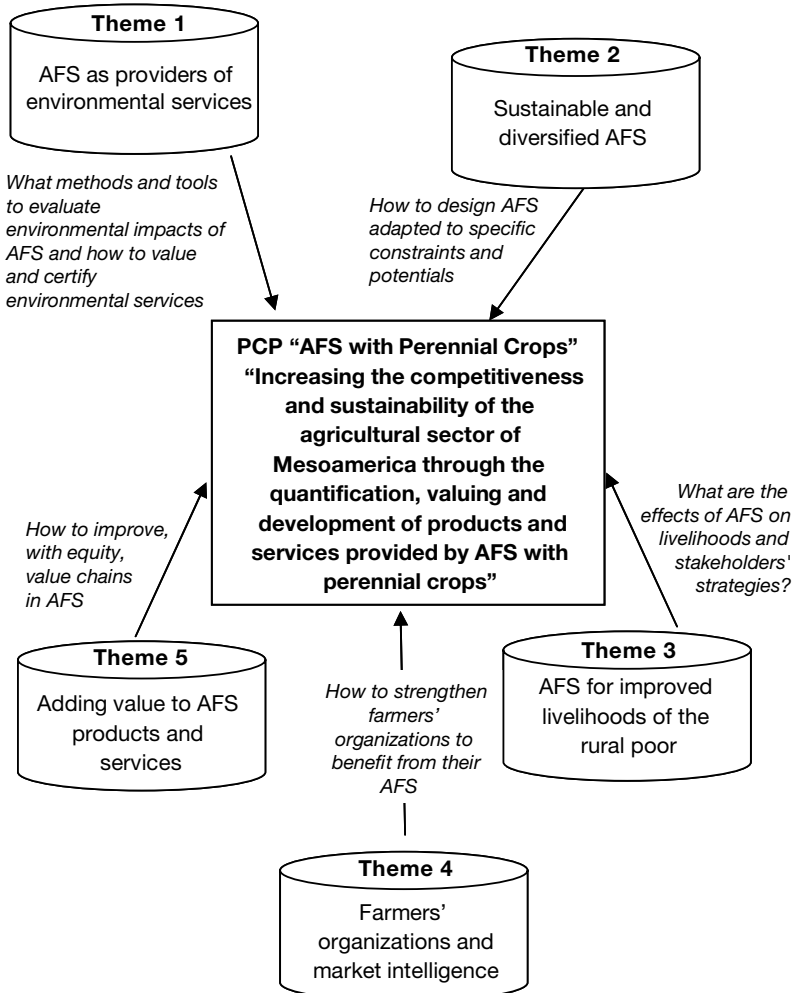 Theme 1
AFS as providers of
environmental services
Theme 2
Sustainable and
diversified AFS
What methods and tools
to evaluate
environmental impacts of
AFS and how to value
and certify
environmental services
How to design AFS
adapted to specific
constraints and
potentials
PCP “AFS with Perennial Crops”
“Increasing the competitiveness
and sustainability of the
agricultural sector of
Mesoamerica through the
quantification, valuing and
development of products and
services provided by AFS with
perennial crops”
What are the
effects of AFS on
livelihoods and
stakeholders'
strategies?
How to improve,
with equity,
value chains
in AFS
Theme 5
Adding value to AFS
products and
services
How to strengthen
farmers’
organizations to
benefit from their
AFS
Theme 3
AFS for improved
livelihoods of the
rural poor
Theme 4
Farmers’
organizations and
market intelligence